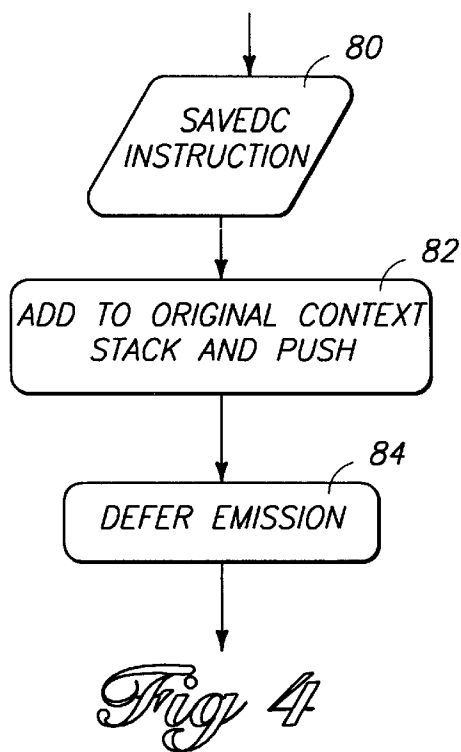 80
SAVEDC
INSTRUCTION
82
ADD TO ORIGINAL CONTEXT
STACK AND PUSH
84
DEFER EMISSION
Fig 4